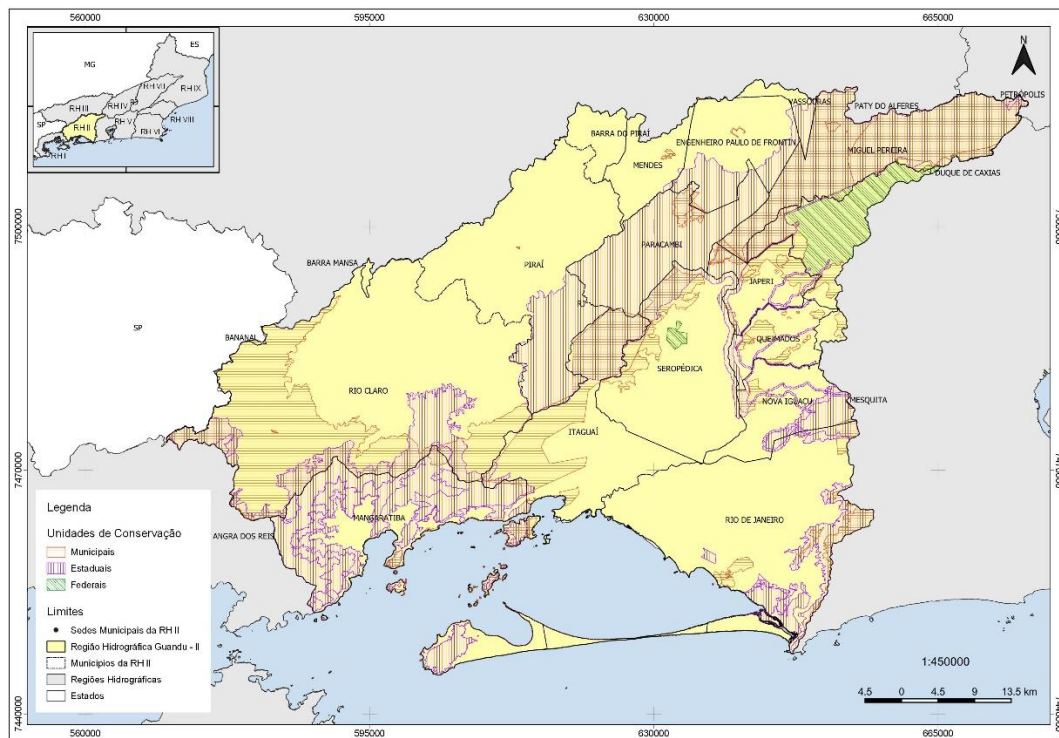 560000
595000
630000
665000
ES
MG
RH VII
RH IX
RH III
RH IV
RJ
RH V
RH VIII
SP
RH II
RH VI
RH I
N
PETRÓPOLIS
VASSOURAS
PATY DO ALFERES
BARRA DO PIRAÍ
ENGENHEIRO PAULO DE FRONTIN
MIGUEL PEREIRA
MENDES
DUQUE DE CAXIAS
7500000
7500000
PARACAMBI
BARRA MANSA
PIRAÍ
JAPERI
RJ
SP
BANANAL
QUEIMADOS
SEROPÉDICA
RIO CLARO
NOVA IGUAÇU
MESQUITA
ITAGUAÍ
7470000
7470000
MANGARATIBA
RIO DE JANEIRO
ANGRA DOS REIS
Legenda
Unidades de Conservação
Municipais
Estaduais
Federais
Limites
Sedes Municipais da RH II
Região Hidrográfica Guandu - II
Municípios da RH II
Regiões Hidrográficas
Estados
1:450000
4.5 0 4.5 9 13.5 km
7440000
7440000
560000
595000
630000
665000